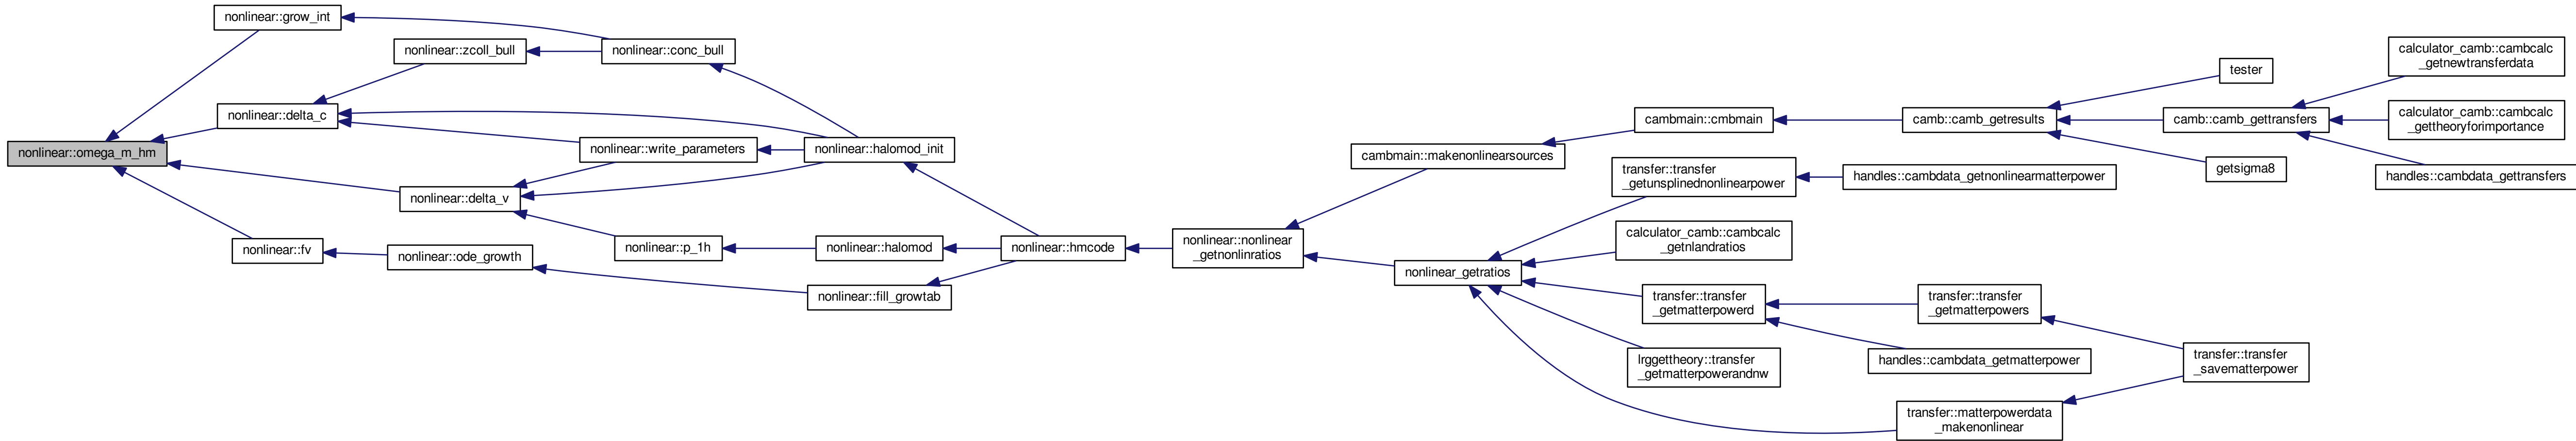 nonlinear::omega_m_hm
nonlinear::grow_int
nonlinear::delta_c
nonlinear::delta_v
nonlinear::fv
nonlinear::zcoll_bull
nonlinear::ode_growth
nonlinear::conc_bull
nonlinear::write_parameters
nonlinear::p_1h
nonlinear::halomod_init
nonlinear::halomod
nonlinear::fill_growtab
nonlinear::hmcode
nonlinear::nonlinear
_getnonlinratios
cambmain::makenonlinearsources
nonlinear_getratios
cambmain::cmbmain
transfer::transfer
_getunsplinednonlinearpower
calculator_camb::cambcalc
_getnlandratios
transfer::transfer
_getmatterpowerd
lrggettheory::transfer
_getmatterpowerandnw
camb::camb_getresults
handles::cambdata_getnonlinearmatterpower
transfer::transfer
_getmatterpowers
handles::cambdata_getmatterpower
transfer::matterpowerdata
_makenonlinear
tester
camb::camb_gettransfers
getsigma8
transfer::transfer
_savematterpower
calculator_camb::cambcalc
_getnewtransferdata
calculator_camb::cambcalc
_gettheoryforimportance
handles::cambdata_gettransfers